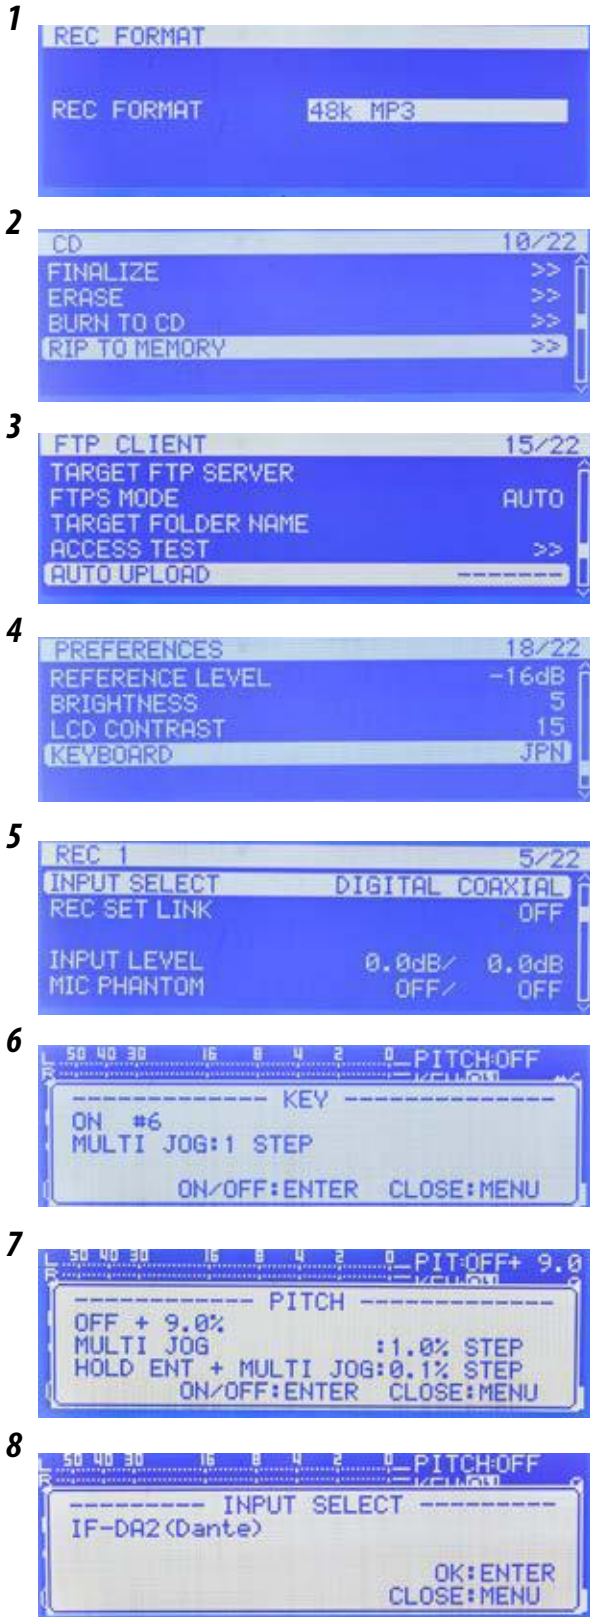 1
REC FORMAT
REC FORMAT 48k MP3
2
CD 10/22
FINALIZE >>
ERASE >>
BURN TO CD >>
RIP TO MEMORY >>
3
FTP CLIENT 15/22
TARGET FTP SERVER
FTPS MODE AUTO
TARGET FOLDER NAME
ACCESS TEST >>
AUTO UPLOAD -------
4
PREFERENCES 18/22
REFERENCE LEVEL -16dB
BRIGHTNESS 5
LCD CONTRAST 15
KEYBOARD JPN
5
REC 1 5/22
INPUT SELECT DIGITAL COAXIAL
REC SET LINK OFF
INPUT LEVEL 0.0dB/ 0.0dB
MIC PHANTOM OFF/ OFF
6
L 50 40 30 16 8 4 2 0 PITCH:OFF
R
------------- KEY --------------
ON #6
MULTI JOG:1 STEP
ON/OFF:ENTER CLOSE:MENU
7
L 50 40 30 16 8 4 2 0 PIT:OFF+ 9.0
R
------------ PITCH -------------
OFF + 9.0%
MULTI JOG :1.0% STEP
HOLD ENT + MULTI JOG:0.1% STEP
ON/OFF:ENTER CLOSE:MENU
8
L 50 40 30 16 8 4 2 0 PITCH:OFF
R
--------- INPUT SELECT ---------
IF-DA2(Dante)
OK:ENTER
CLOSE:MENU